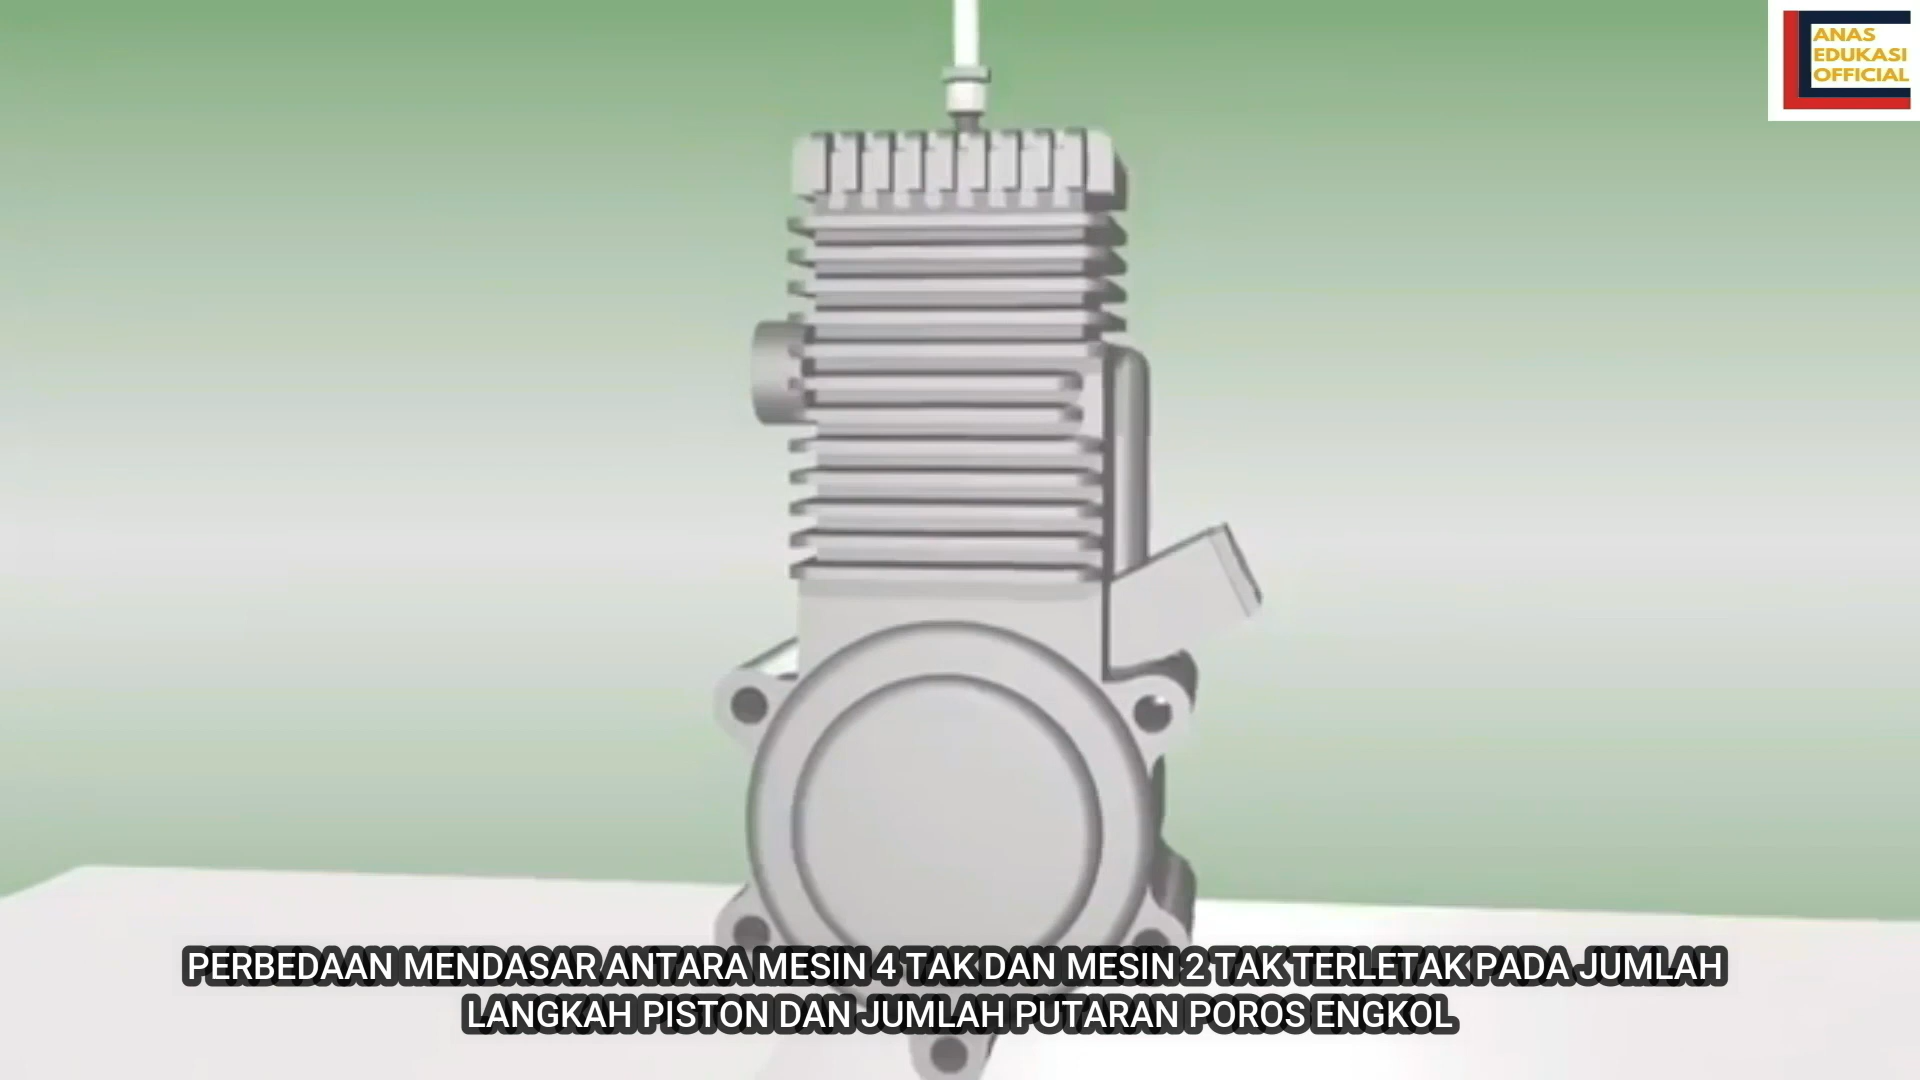 ANAS
EDUKASI
OFFICIAL
PERBEDAAN MENDASAR ANTARA MESIN 4 TAK DAN MESIN 2 TAK TERLETAK PADA JUMLAH
LANGKAH PISTON DAN JUMLAH PUTARAN POROS ENGKOL